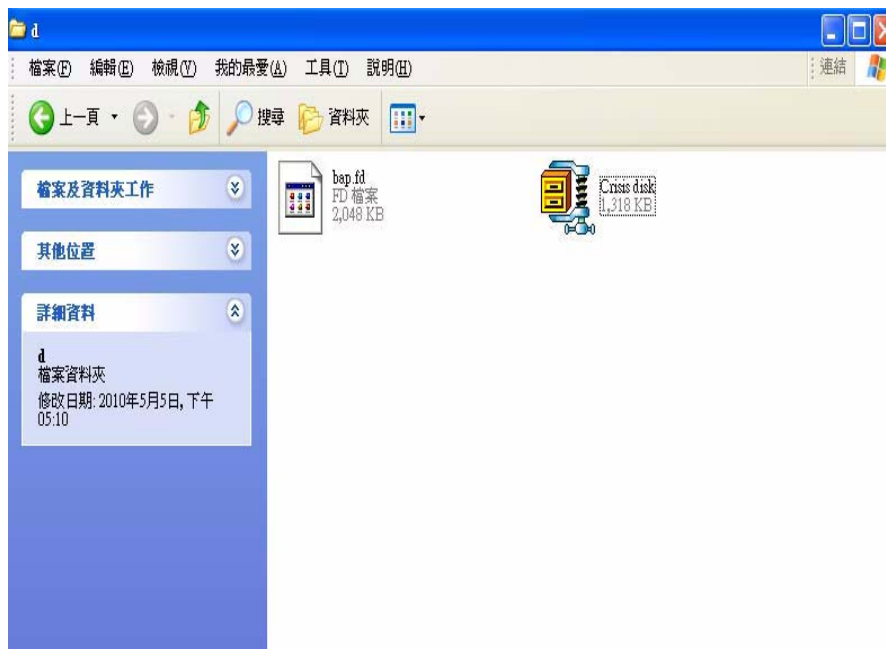 d
檔案(F) 編輯(E) 檢視(V) 我的最愛(A) 工具(T) 說明(H) 連結
上一頁 搜尋 資料夾
檔案及資料夾工作
其他位置
詳細資料
d
檔案資料夾
修改日期: 2010年5月5日, 下午
05:10
bap.fd
FD 檔案
2,048 KB
Crisis disk
1,318 KB